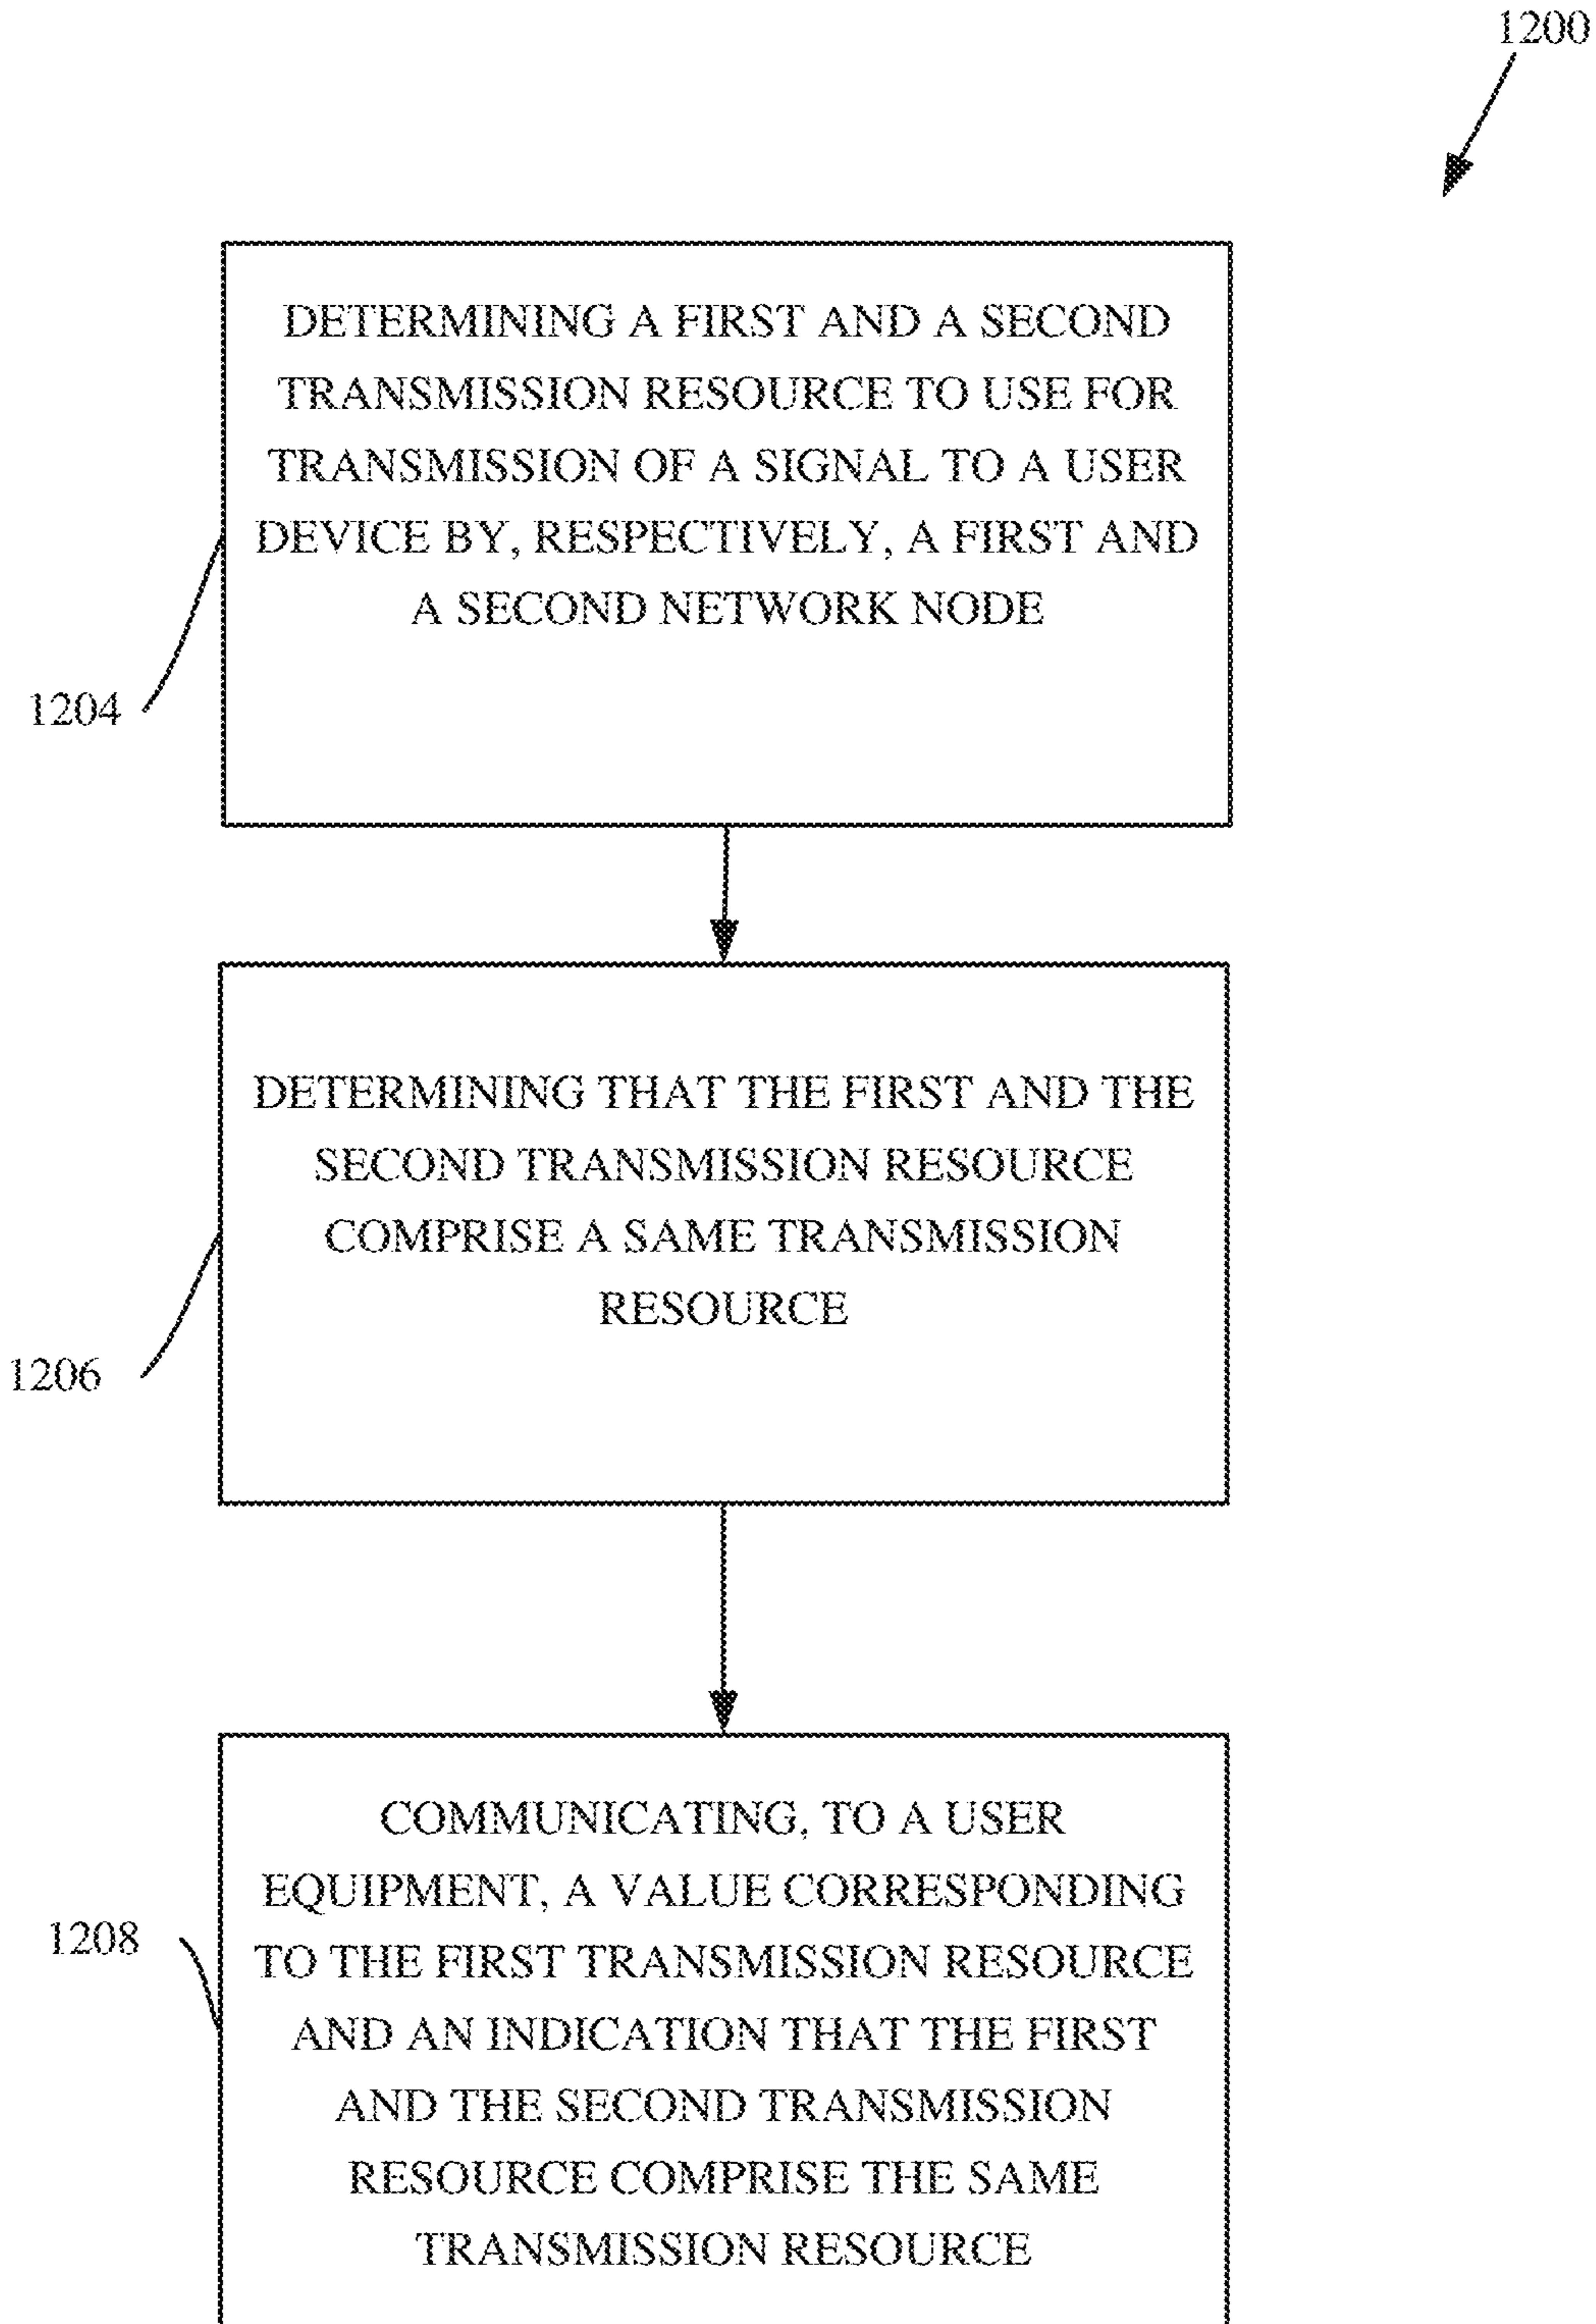 1200
DETERMINING A FIRST AND A SECOND
TRANSMISSION RESOURCE TO USE FOR
TRANSMISSION OF A SIGNAL TO A USER
DEVICE BY, RESPECTIVELY, A FIRST AND
A SECOND NETWORK NODE
1204
DETERMINING THAT THE FIRST AND THE
SECOND TRANSMISSION RESOURCE
COMPRISE A SAME TRANSMISSION
RESOURCE
1206
COMMUNICATING, TO A USER
EQUIPMENT, A VALUE CORRESPONDING
TO THE FIRST TRANSMISSION RESOURCE
AND AN INDICATION THAT THE FIRST
AND THE SECOND TRANSMISSION
RESOURCE COMPRISE THE SAME
TRANSMISSION RESOURCE
1208